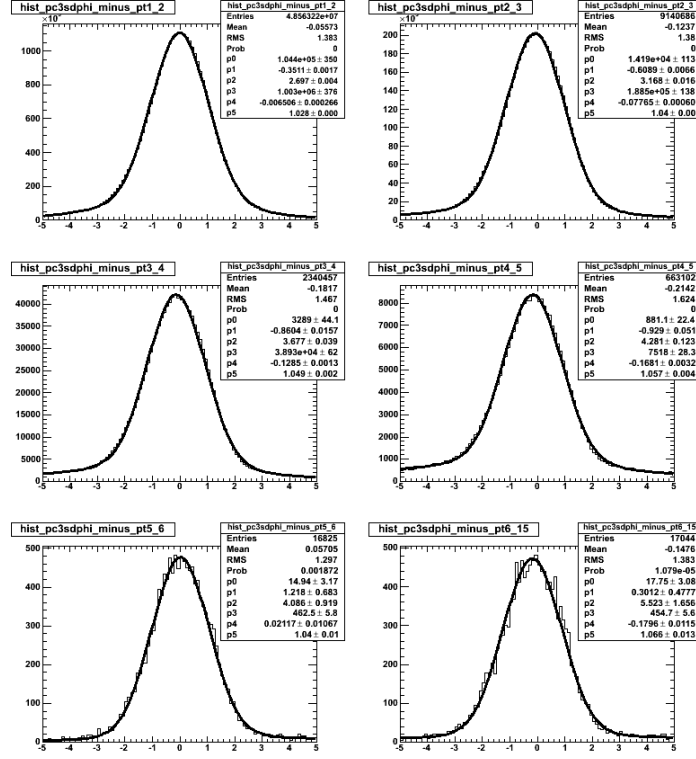 hist_pc3sdphi_minus_pt1_2
hist_pc3sdphi_minus_pt1_2
Entries 4.856322e+07
Mean -0.05573
RMS 1.383
Prob 0
p0 1.044e+05 ± 350
p1 -0.3511 ± 0.0017
p2 2.697 ± 0.004
p3 1.003e+06 ± 376
p4 -0.006506 ± 0.000266
p5 1.028 ± 0.000
1000
800
600
400
200
0
-5 -4 -3 -2 -1 0 1 2 3 4 5
hist_pc3sdphi_minus_pt2_3
hist_pc3sdphi_minus_pt2_3
Entries 9140686
Mean -0.1237
RMS 1.38
Prob 0
p0 1.419e+04 ± 113
p1 -0.6089 ± 0.0066
p2 3.168 ± 0.016
p3 1.885e+05 ± 138
p4 -0.07765 ± 0.00060
p5 1.04 ± 0.00
200
180
160
140
120
100
80
60
40
20
0
-5 -4 -3 -2 -1 0 1 2 3 4 5
hist_pc3sdphi_minus_pt3_4
hist_pc3sdphi_minus_pt3_4
Entries 2340457
Mean -0.1817
RMS 1.467
Prob 0
p0 3289 ± 44.1
p1 -0.8604 ± 0.0157
p2 3.677 ± 0.039
p3 3.893e+04 ± 62
p4 -0.1285 ± 0.0013
p5 1.049 ± 0.002
40000
35000
30000
25000
20000
15000
10000
5000
0
-5 -4 -3 -2 -1 0 1 2 3 4 5
hist_pc3sdphi_minus_pt4_5
hist_pc3sdphi_minus_pt4_5
Entries 663102
Mean -0.2142
RMS 1.624
Prob 0
p0 881.1 ± 22.4
p1 -0.929 ± 0.051
p2 4.281 ± 0.123
p3 7518 ± 28.3
p4 -0.1681 ± 0.0032
p5 1.057 ± 0.004
8000
7000
6000
5000
4000
3000
2000
1000
0
-5 -4 -3 -2 -1 0 1 2 3 4 5
hist_pc3sdphi_minus_pt5_6
hist_pc3sdphi_minus_pt5_6
Entries 16825
Mean 0.05705
RMS 1.297
Prob 0.001872
p0 14.94 ± 3.17
p1 1.218 ± 0.683
p2 4.086 ± 0.919
p3 462.5 ± 5.8
p4 0.02117 ± 0.01067
p5 1.04 ± 0.01
500
400
300
200
100
0
-5 -4 -3 -2 -1 0 1 2 3 4 5
hist_pc3sdphi_minus_pt6_15
hist_pc3sdphi_minus_pt6_15
Entries 17044
Mean -0.1476
RMS 1.383
Prob 1.079e-05
p0 17.75 ± 3.08
p1 0.3012 ± 0.4777
p2 5.523 ± 1.656
p3 454.7 ± 5.6
p4 -0.1796 ± 0.0115
p5 1.066 ± 0.013
500
400
300
200
100
0
-5 -4 -3 -2 -1 0 1 2 3 4 5